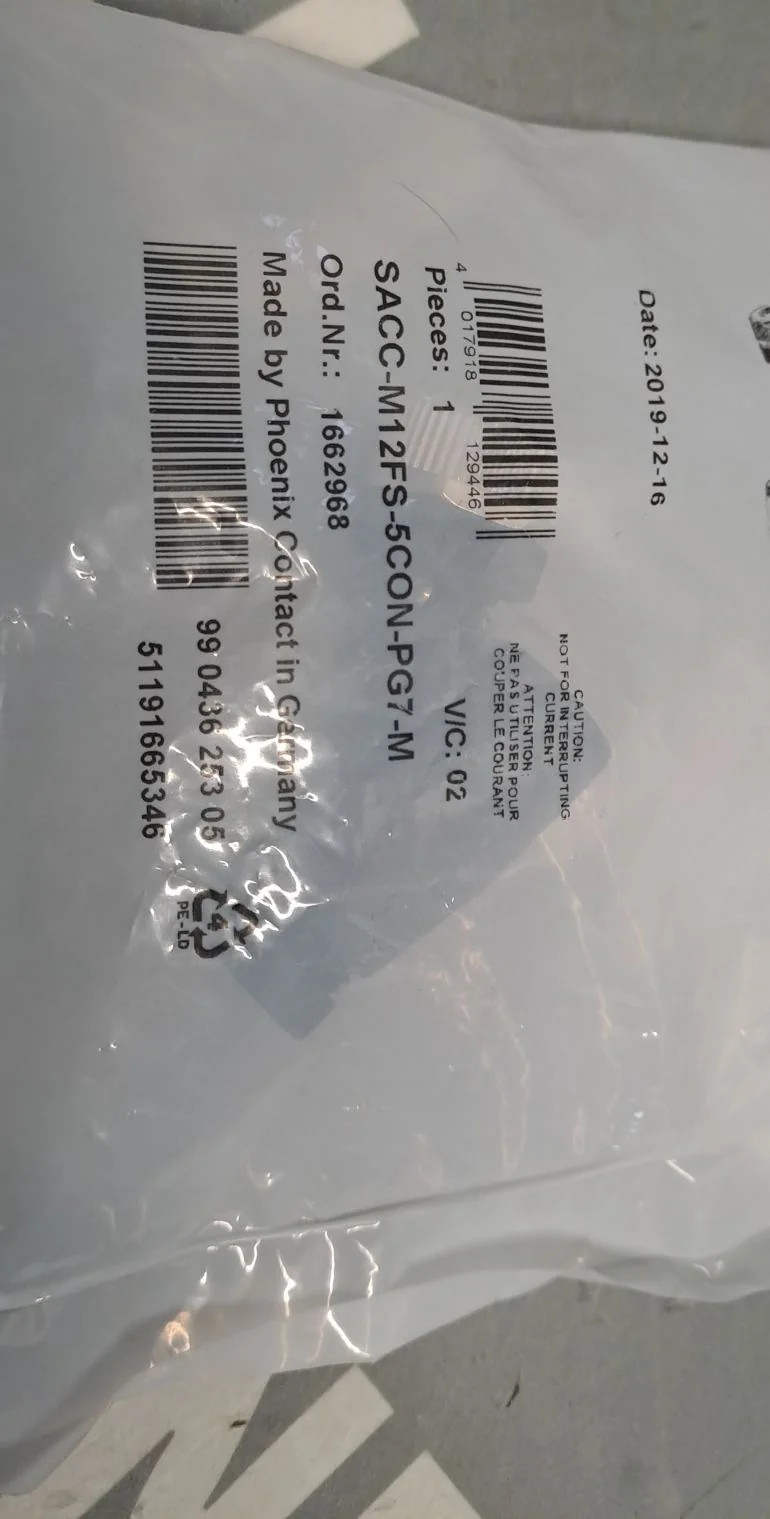 Date: 2019-12-16
CAUTION:
NOT FOR INTERRUPTING
CURRENT
ATTENTION:
NE PAS UTILISER POUR
COUPER LE COURANT
4 017918 129446
Pieces: 1 V/C: 02
SACC-M12FS-5CON-PG7-M
Ord.Nr.: 1662968
Made by Phoenix Contact in Germany
99 0436 253 05
511916665346
4
PE-LD